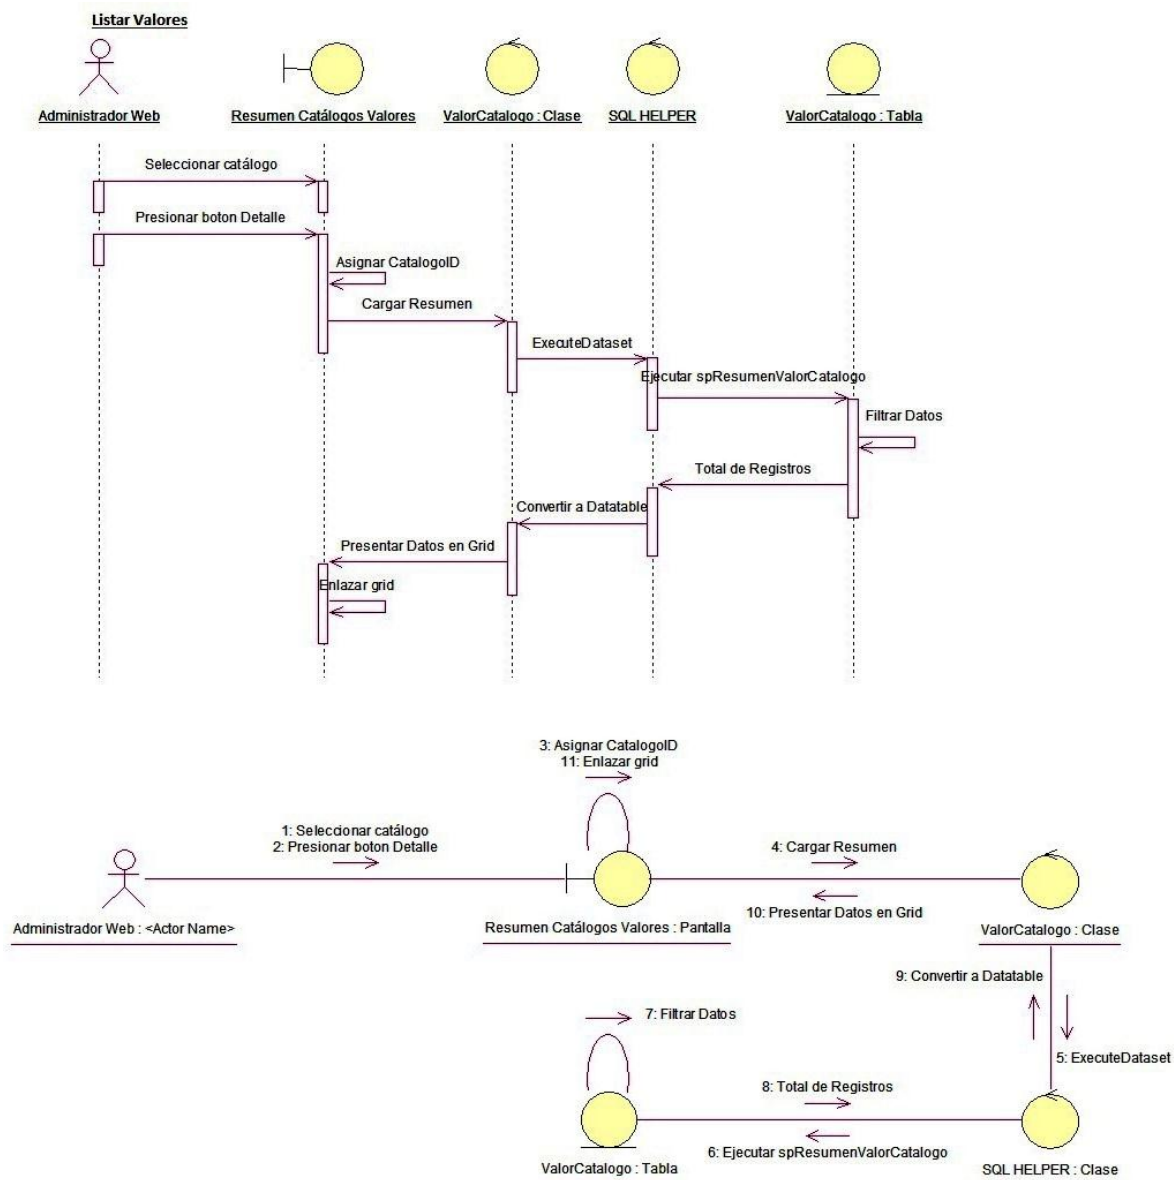 Listar Valores
Administrador Web
Resumen Catálogos Valores
ValorCatalogo : Clase
SQL HELPER
ValorCatalogo : Tabla
Seleccionar catálogo
Presionar boton Detalle
Asignar CatalogoID
Cargar Resumen
ExecuteDataset
Ejecutar spResumenValorCatalogo
Filtrar Datos
Total de Registros
Convertir a Datatable
Presentar Datos en Grid
Enlazar grid
3: Asignar CatalogoID
11: Enlazar grid
1: Seleccionar catálogo
2: Presionar boton Detalle
4: Cargar Resumen
10: Presentar Datos en Grid
Administrador Web : <Actor Name>
Resumen Catálogos Valores : Pantalla
ValorCatalogo : Clase
9: Convertir a Datatable
7: Filtrar Datos
5: ExecuteDataset
8: Total de Registros
6: Ejecutar spResumenValorCatalogo
ValorCatalogo : Tabla
SQL HELPER : Clase